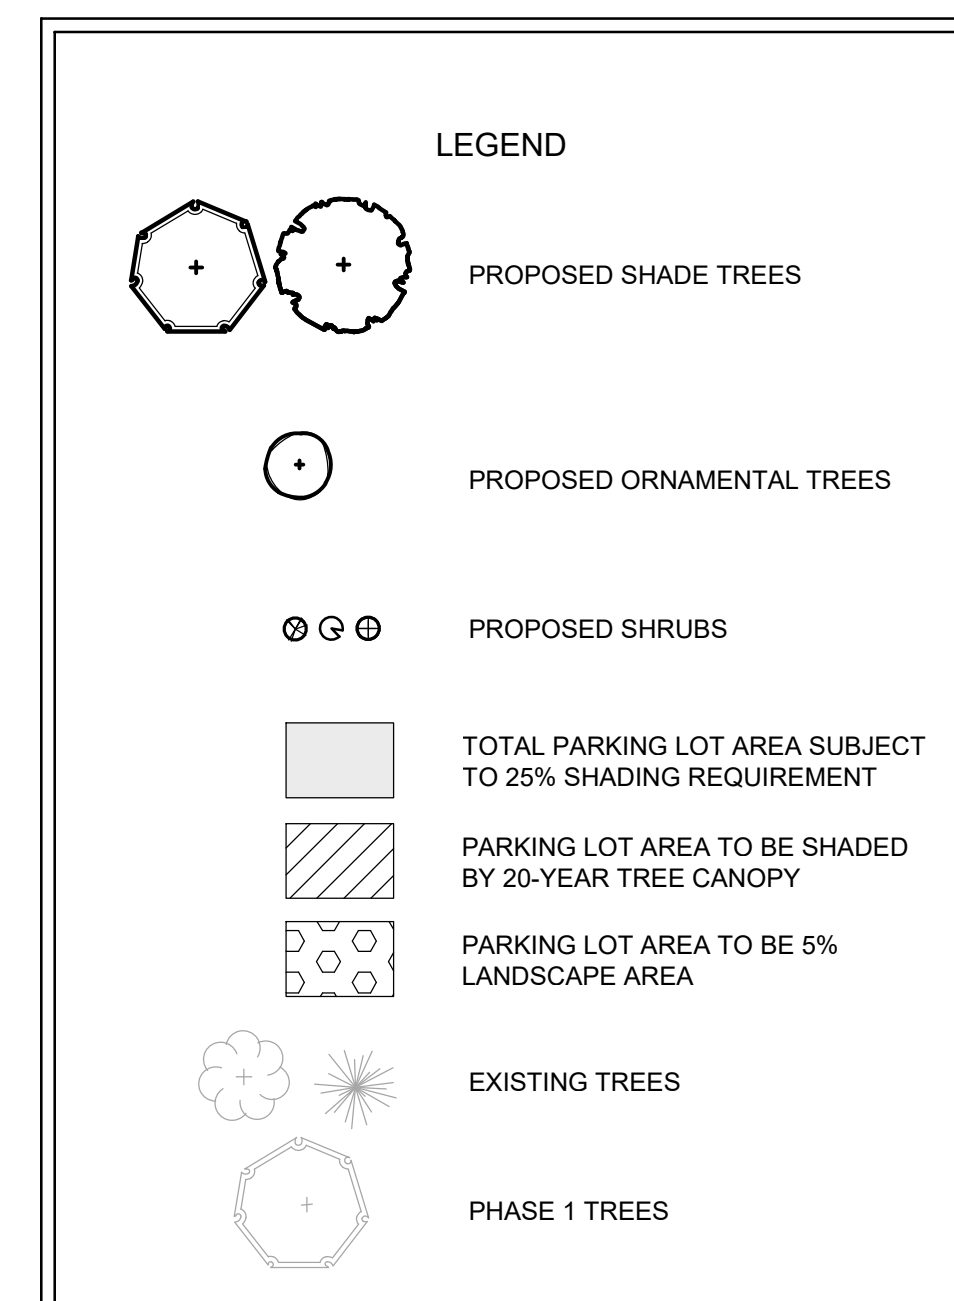 LEGEND
PROPOSED SHADE TREES
PROPOSED ORNAMENTAL TREES
PROPOSED SHRUBS
TOTAL PARKING LOT AREA SUBJECT
TO 25% SHADING REQUIREMENT
PARKING LOT AREA TO BE SHADED
BY 20-YEAR TREE CANOPY
PARKING LOT AREA TO BE 5%
LANDSCAPE AREA
EXISTING TREES
PHASE 1 TREES